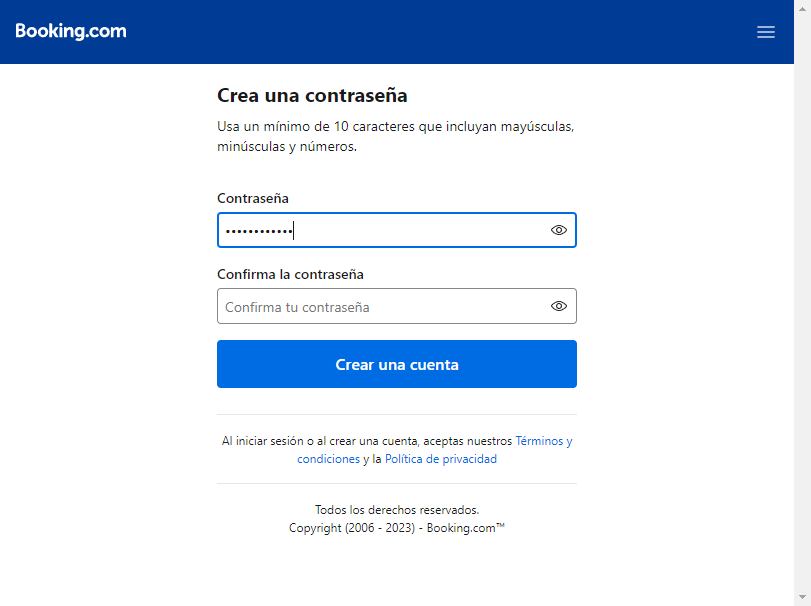 Booking.com
Crea una contraseña
Usa un mínimo de 10 caracteres que incluyan mayúsculas,
minúsculas y números.
Contraseña
••••••••••••
Confirma la contraseña
Confirma tu contraseña
Crear una cuenta
Al iniciar sesión o al crear una cuenta, aceptas nuestros Términos y
condiciones y la Política de privacidad
Todos los derechos reservados.
Copyright (2006 - 2023) - Booking.com™